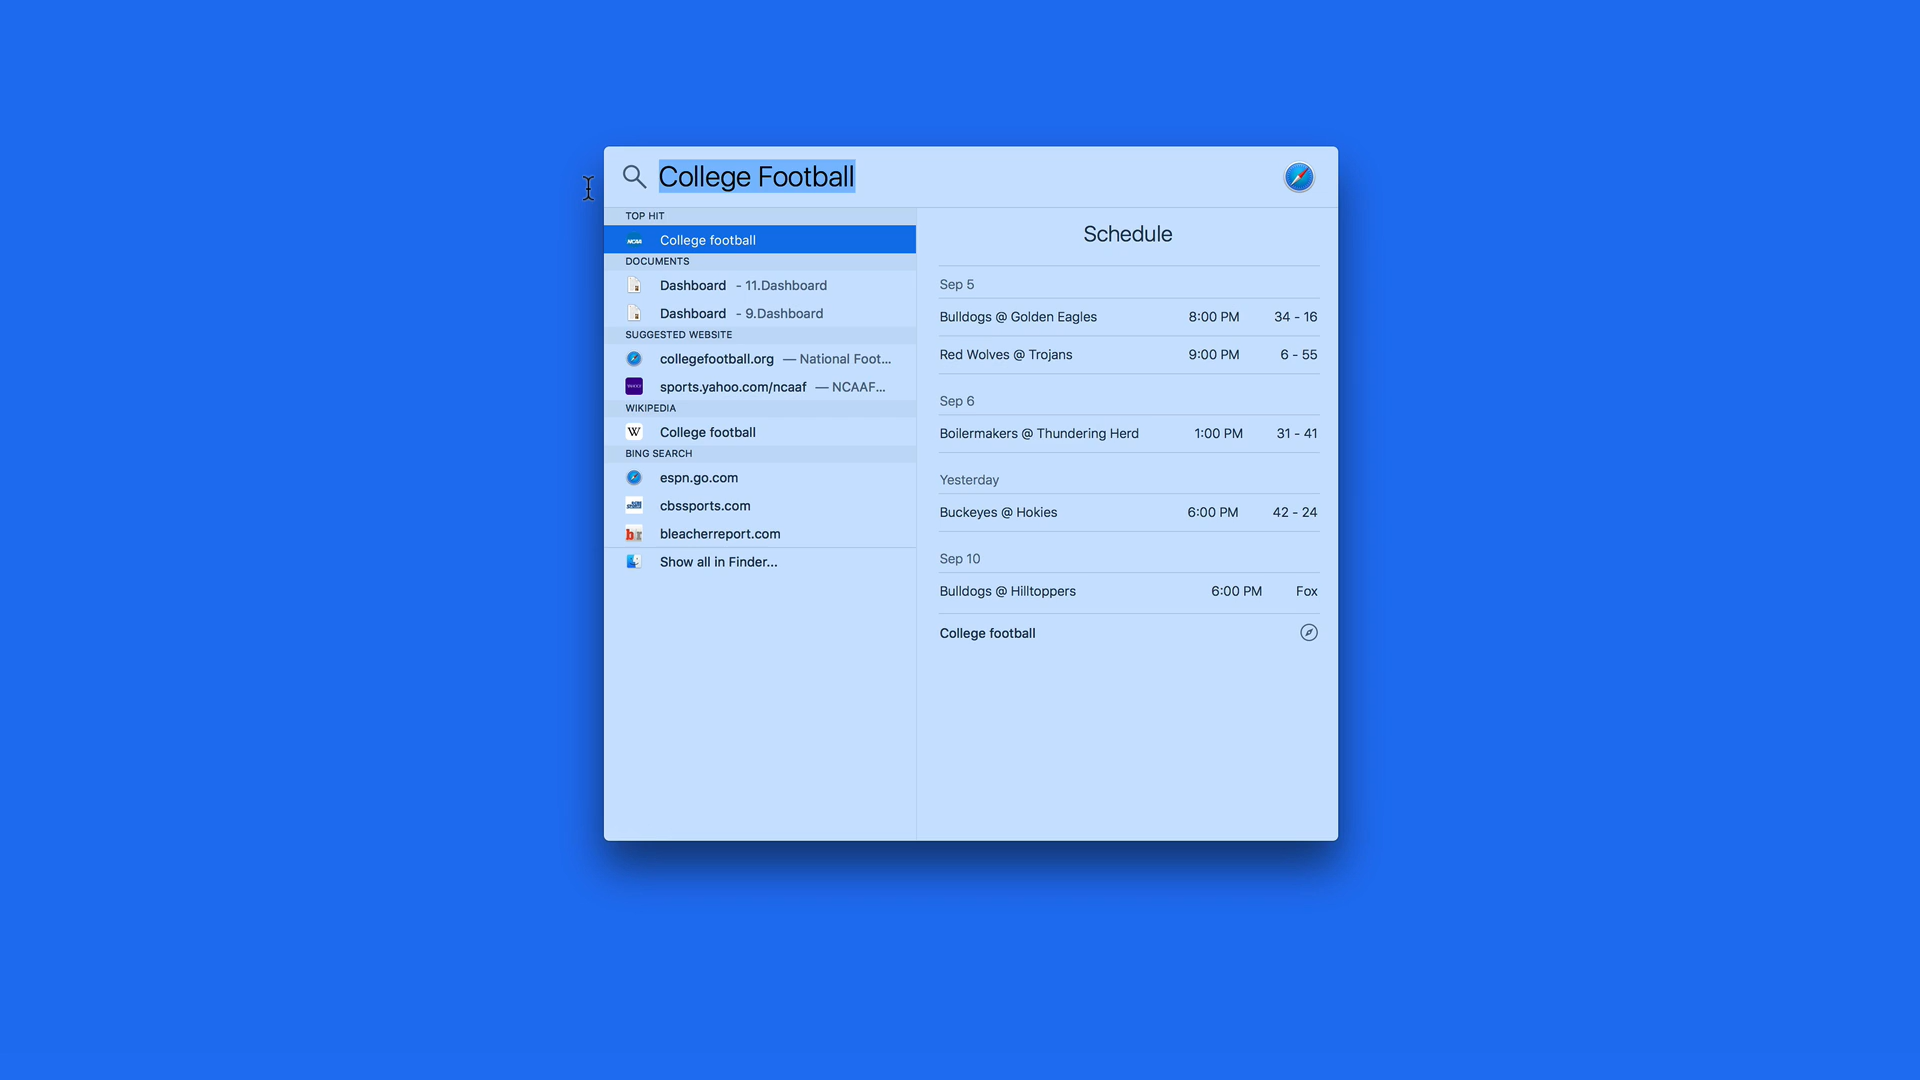 College Football
TOP HIT
NCAA College football
DOCUMENTS
Dashboard - 11.Dashboard
Dashboard - 9.Dashboard
SUGGESTED WEBSITE
collegefootball.org — National Foot...
sports.yahoo.com/ncaaf — NCAAF...
WIKIPEDIA
W College football
BING SEARCH
espn.go.com
cbssports.com
bleacherreport.com
Show all in Finder...
Schedule
Sep 5
Bulldogs @ Golden Eagles 8:00 PM 34 - 16
Red Wolves @ Trojans 9:00 PM 6 - 55
Sep 6
Boilermakers @ Thundering Herd 1:00 PM 31 - 41
Yesterday
Buckeyes @ Hokies 6:00 PM 42 - 24
Sep 10
Bulldogs @ Hilltoppers 6:00 PM Fox
College football